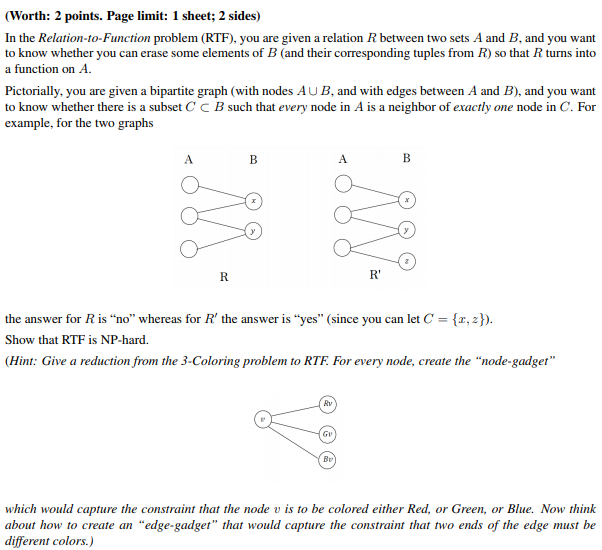 (Worth: 2 points. Page limit: 1 sheet; 2 sides)
In the Relation-to-Function problem (RTF), you are given a relation R between two sets A and B, and you want
to know whether you can erase some elements of B (and their corresponding tuples from R) so that R turns into
a function on A.
Pictorially, you are given a bipartite graph (with nodes A ∪ B, and with edges between A and B), and you want
to know whether there is a subset C ⊂ B such that every node in A is a neighbor of exactly one node in C. For
example, for the two graphs
A B A B
x x
y y
z
R R'
the answer for R is “no” whereas for R′ the answer is “yes” (since you can let C = {x, z}).
Show that RTF is NP-hard.
(Hint: Give a reduction from the 3-Coloring problem to RTF. For every node, create the “node-gadget”
Rv
v
Gv
Bv
which would capture the constraint that the node v is to be colored either Red, or Green, or Blue. Now think
about how to create an “edge-gadget” that would capture the constraint that two ends of the edge must be
different colors.)